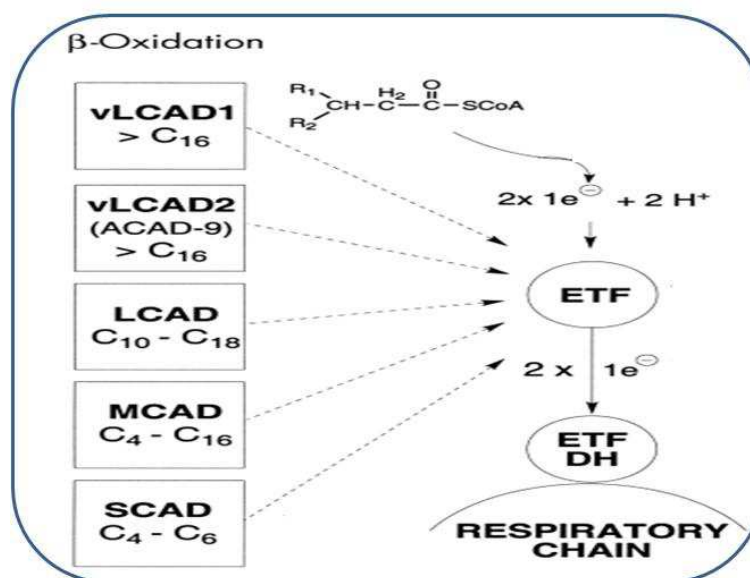 β-Oxidation
vLCAD1
> C₁₆
vLCAD2
(ACAD-9)
> C₁₆
LCAD
C₁₀ - C₁₈
MCAD
C₄ - C₁₆
SCAD
C₄ - C₆
R₁
R₂
CH-C-C-SCoA
H₂
O
2x 1e⊖ + 2 H⁺
ETF
2 x 1e⊖
ETF
DH
RESPIRATORY
CHAIN